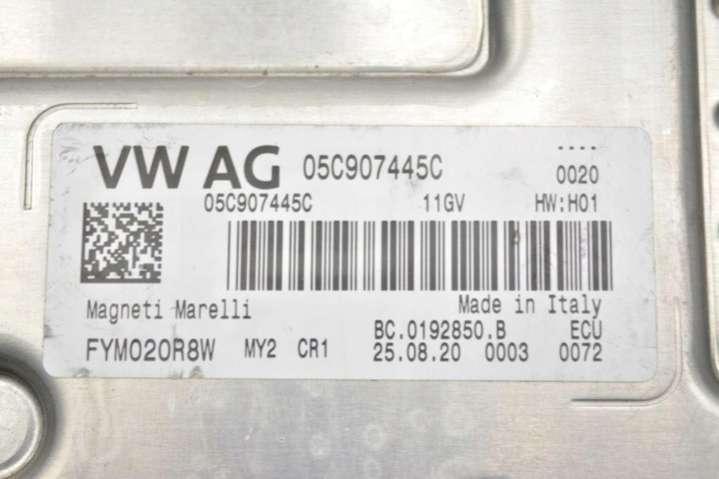 VW AG 05C907445C ----
0020
05C907445C 11GV HW:H01
Magneti Marelli Made in Italy
BC.0192850.B ECU
FYM020R8W MY2 CR1 25.08.20 0003 0072